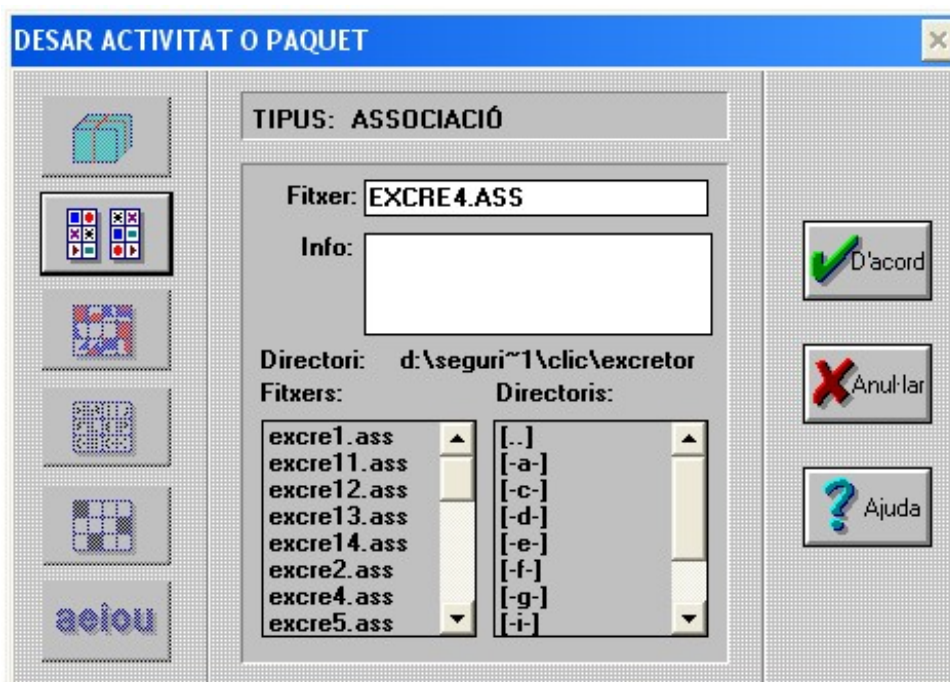 DESAR ACTIVITAT O PAQUET
TIPUS: ASSOCIACIÓ
Fitxer: EXCRE4.ASS
Info:
Directori: d:\seguri~1\clic\excretor
Fitxers:
excre1.ass
excre11.ass
excre12.ass
excre13.ass
excre14.ass
excre2.ass
excre4.ass
excre5.ass
Directoris:
[..]
[-a-]
[-c-]
[-d-]
[-e-]
[-f-]
[-g-]
[-i-]
D'acord
Anul·lar
Ajuda
aeiou